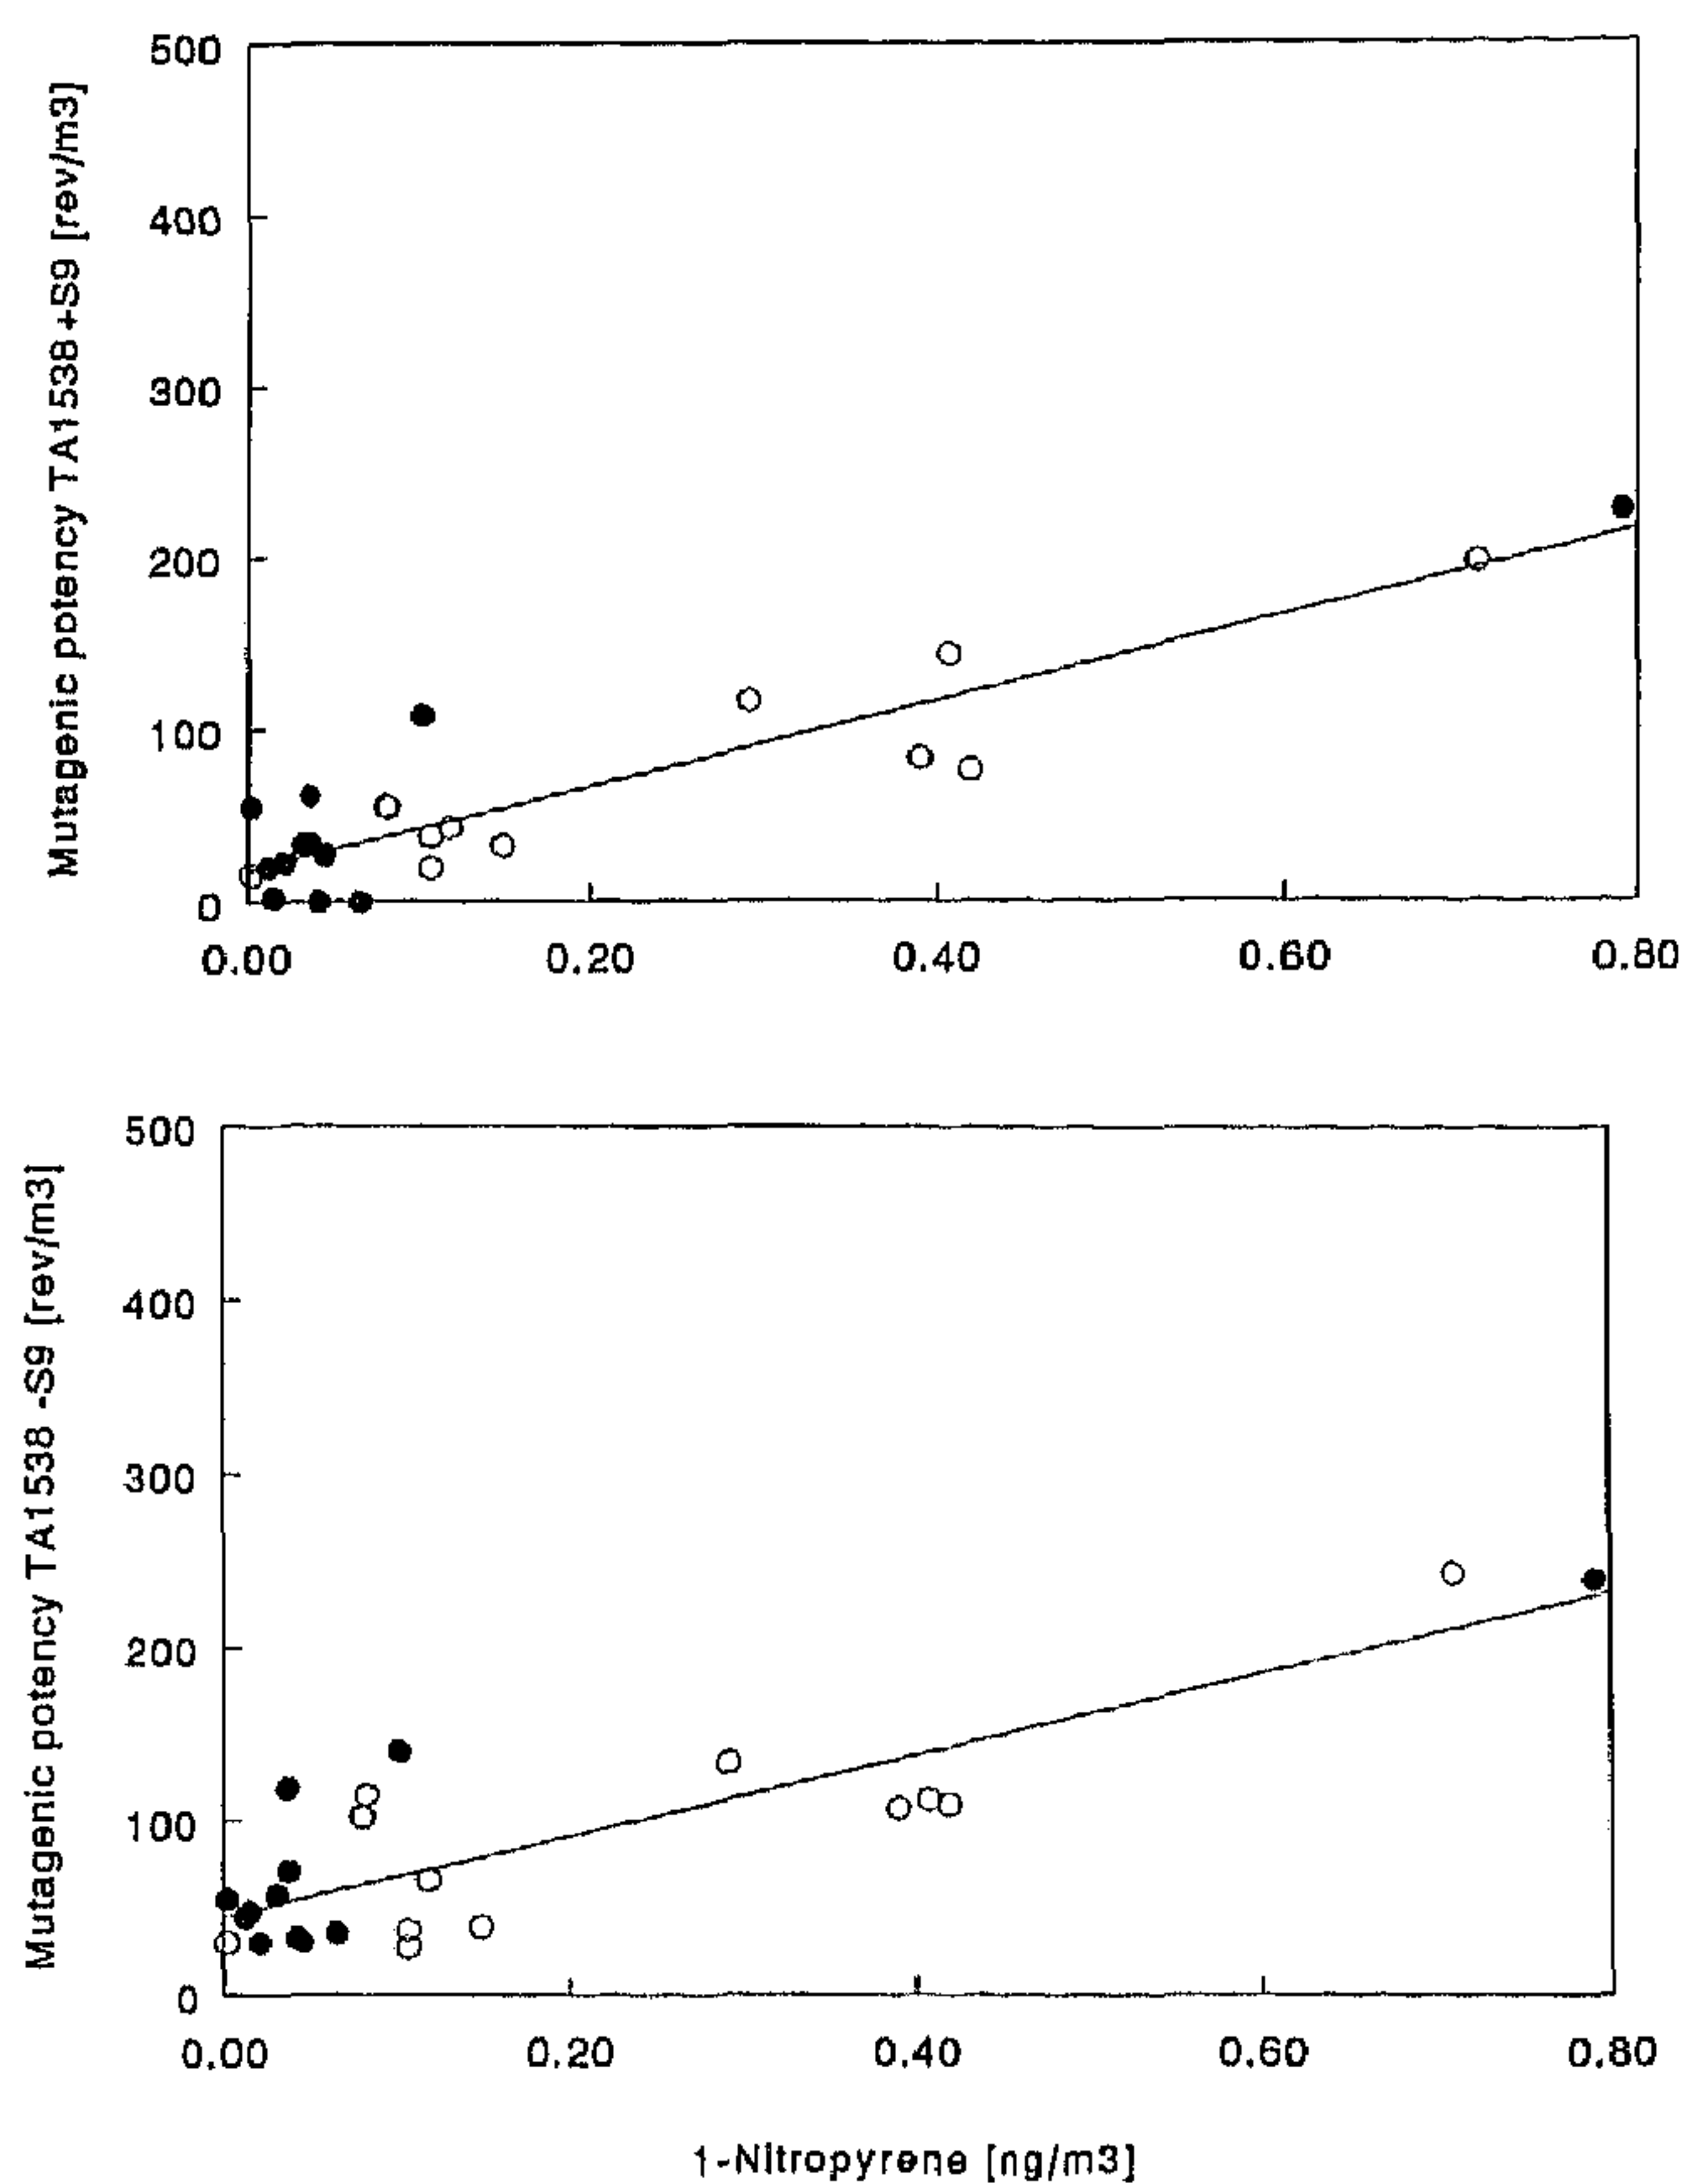 Mutagenic potency TA1538 +S9 [rev/m3]
500
400
300
200
100
0
0.00 0.20 0.40 0.60 0.80
Mutagenic potency TA1538 -S9 [rev/m3]
500
400
300
200
100
0
0.00 0.20 0.40 0.60 0.80
1-Nitropyrene [ng/m3]